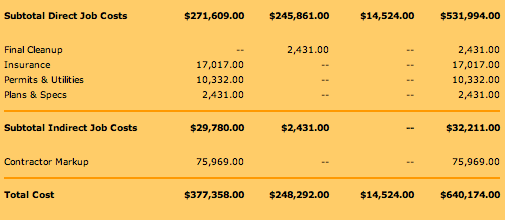 Subtotal Direct Job Costs $271,609.00 $245,861.00 $14,524.00 $531,994.00
Final Cleanup -- 2,431.00 -- 2,431.00
Insurance 17,017.00 -- -- 17,017.00
Permits & Utilities 10,332.00 -- -- 10,332.00
Plans & Specs 2,431.00 -- -- 2,431.00
Subtotal Indirect Job Costs $29,780.00 $2,431.00 -- $32,211.00
Contractor Markup 75,969.00 -- -- 75,969.00
Total Cost $377,358.00 $248,292.00 $14,524.00 $640,174.00